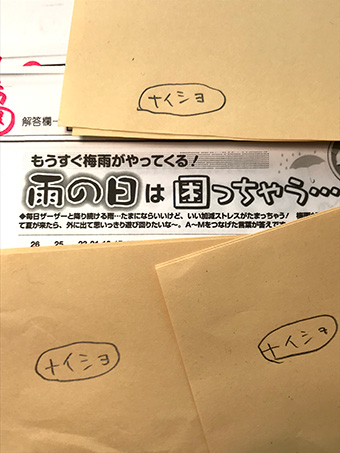 ナイショ
解答欄
もうすぐ梅雨がやってくる!
雨の日は困っちゃう…
◆毎日ザーザーと降り続ける雨…たまにならいいけど、いい加減ストレスがたまっちゃう!
て夏が来たら、外に出て思いっきり遊び回りたいな〜。A〜Mをつなげた言葉が答えです
26 25
ナイショ
ナイショ